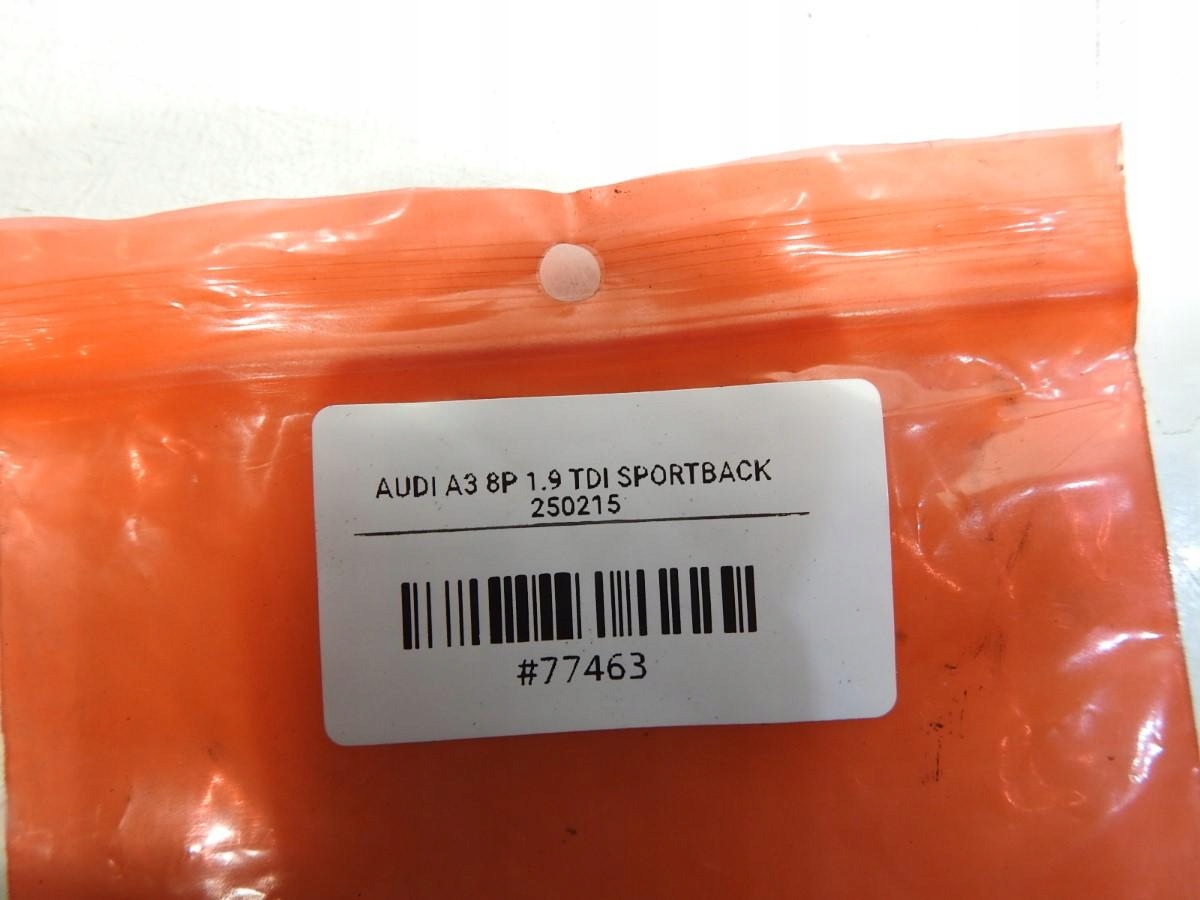 AUDI A3 8P 1.9 TDI SPORTBACK
250215
#77463